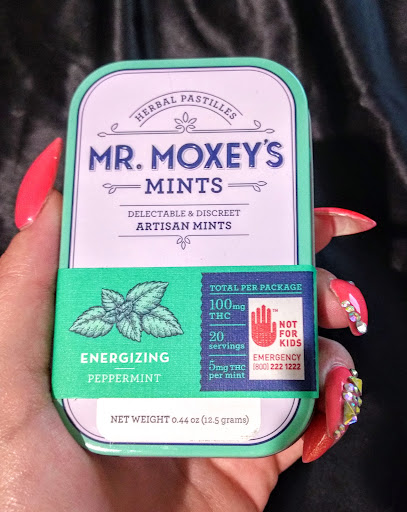 HERBAL PASTILLES
MR. MOXEY'S
MINTS
DELECTABLE & DISCREET
ARTISAN MINTS
ENERGIZING
PEPPERMINT
TOTAL PER PACKAGE
100mg
THC
20
servings
5mg THC
per mint
NOT
FOR
KIDS
EMERGENCY
(800) 222 1222
NET WEIGHT 0.44 oz (12.5 grams)